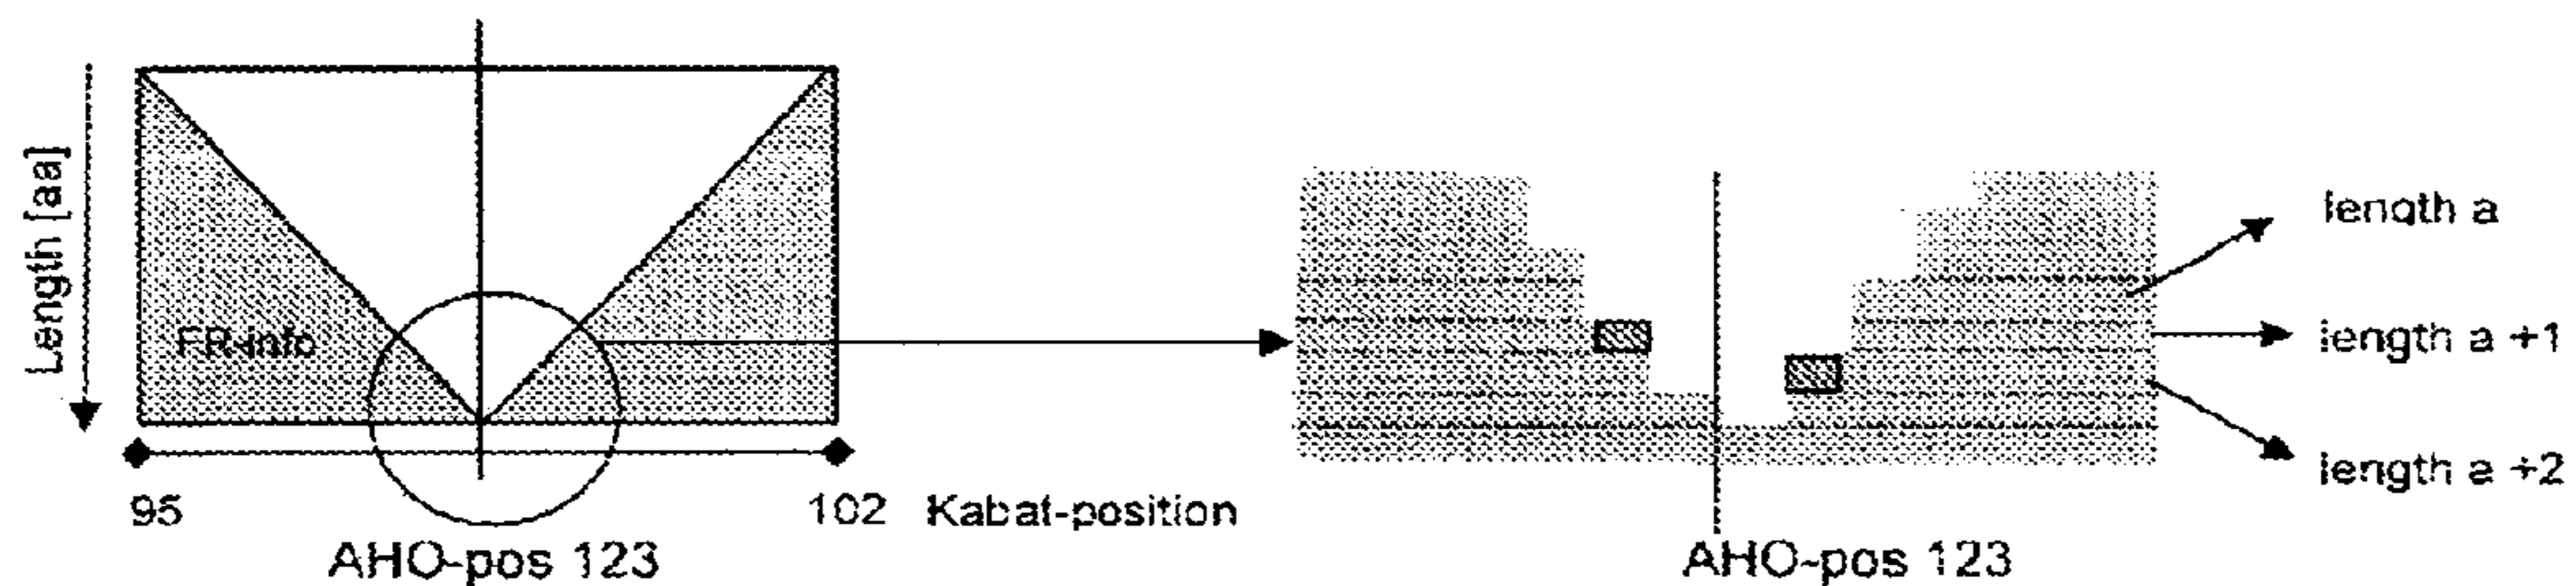 Length [aa]
FR-info
95
102 Kabat-position
AHO-pos 123
length a
length a +1
length a +2
AHO-pos 123